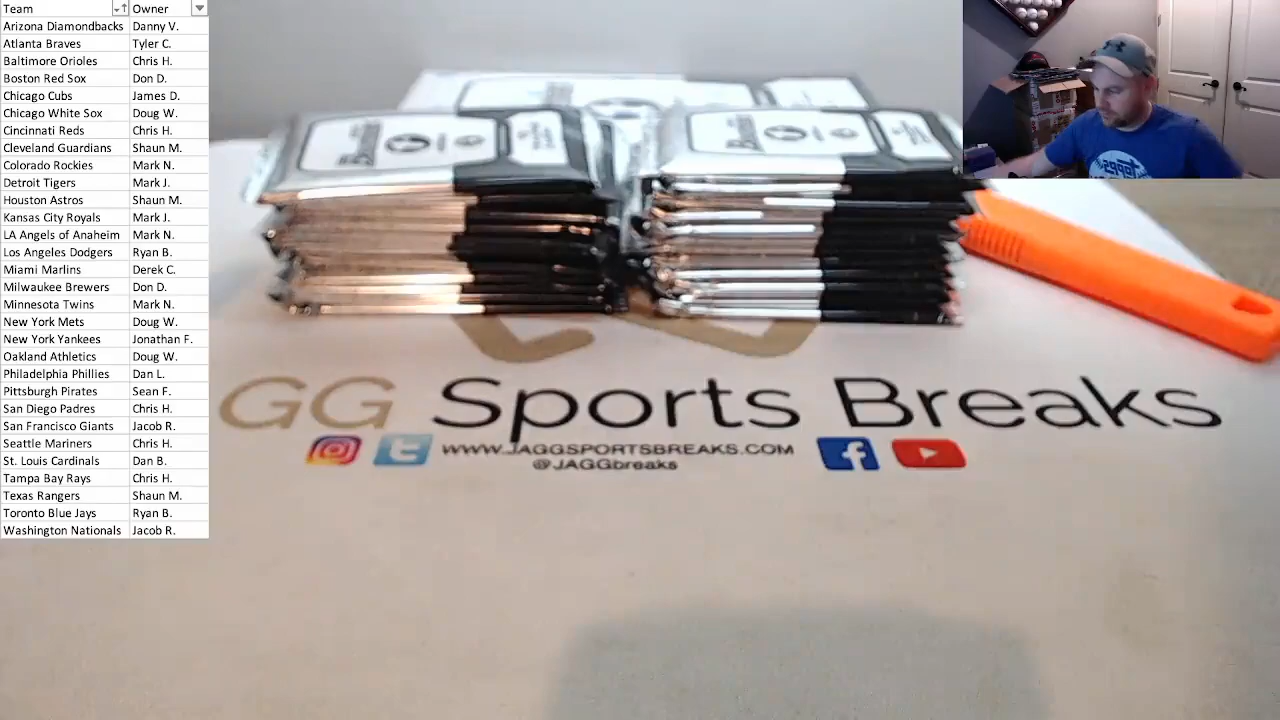 Team Owner
Arizona Diamondbacks Danny V.
Atlanta Braves Tyler C.
Baltimore Orioles Chris H.
Boston Red Sox Don D.
Chicago Cubs James D.
Chicago White Sox Doug W.
Cincinnati Reds Chris H.
Cleveland Guardians Shaun M.
Colorado Rockies Mark N.
Detroit Tigers Mark J.
Houston Astros Shaun M.
Kansas City Royals Mark J.
LA Angels of Anaheim Mark N.
Los Angeles Dodgers Ryan B.
Miami Marlins Derek C.
Milwaukee Brewers Don D.
Minnesota Twins Mark N.
New York Mets Doug W.
New York Yankees Jonathan F.
Oakland Athletics Doug W.
Philadelphia Phillies Dan L.
Pittsburgh Pirates Sean F.
San Diego Padres Chris H.
San Francisco Giants Jacob R.
Seattle Mariners Chris H.
St. Louis Cardinals Dan B.
Tampa Bay Rays Chris H.
Texas Rangers Shaun M.
Toronto Blue Jays Ryan B.
Washington Nationals Jacob R.
GG Sports Breaks
WWW.JAGGSPORTSBREAKS.COM
@JAGGbreaks